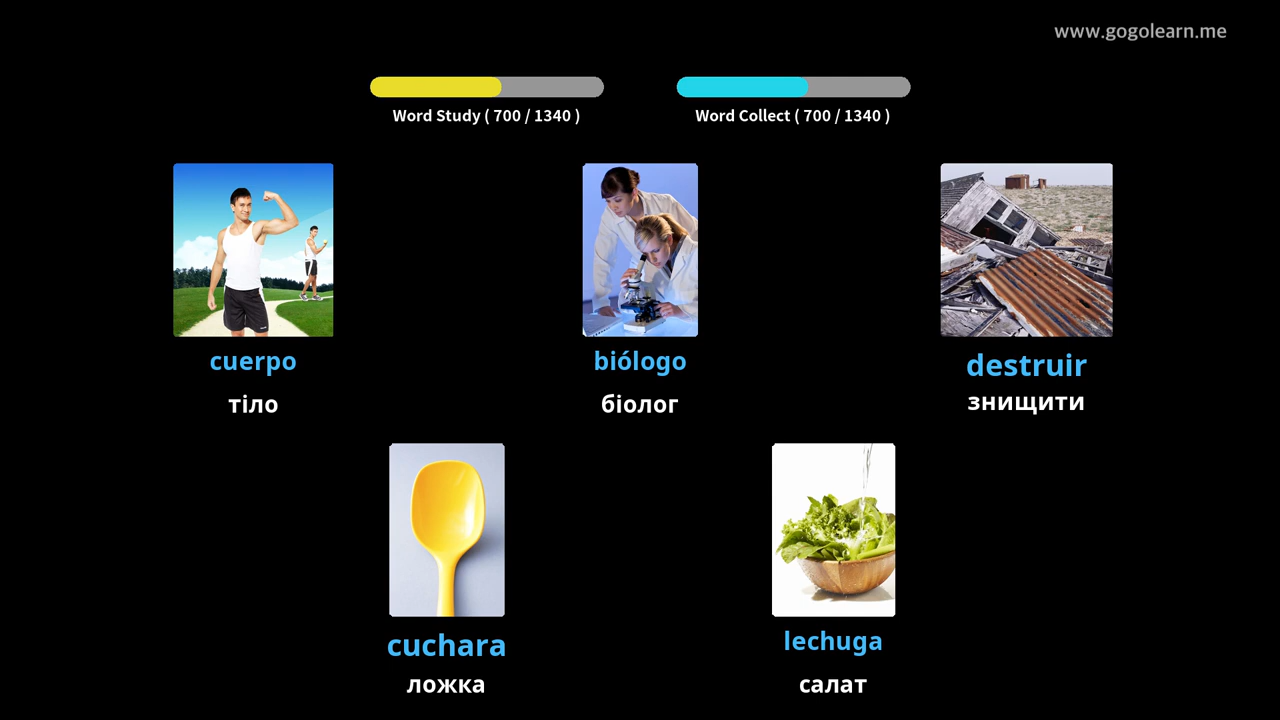 www.gogolearn.me
Word Study ( 700 / 1340 )
Word Collect ( 700 / 1340 )
cuerpo
тіло
biólogo
біолог
destruir
знищити
cuchara
ложка
lechuga
салат